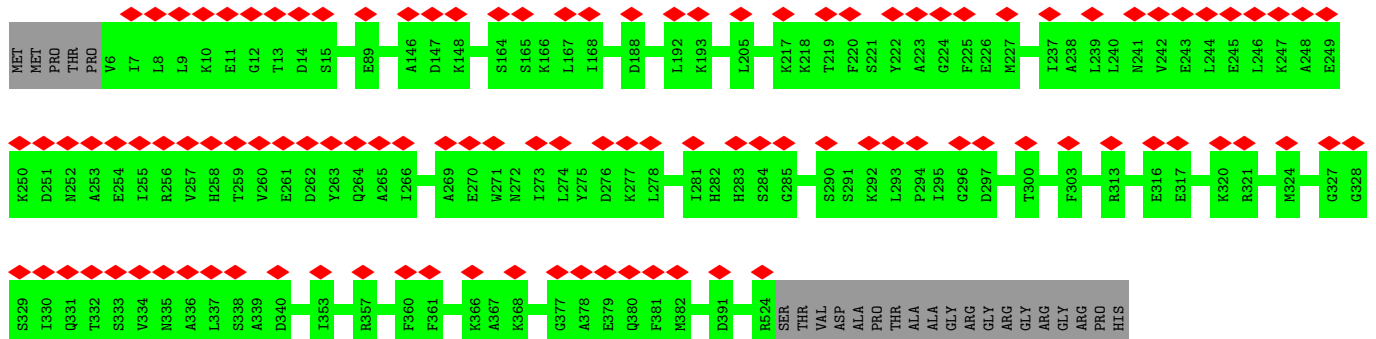 MET MET PRO THR PRO V6 I7 L8 L9 K10 E11 G12 T13 D14 S15 E89 A146 D147 K148 S164 S165 K166 L167 I168 D188 L192 K193 L205 K217 K218 T219 F220 S221 Y222 A223 G224 F225 E226 M227 I237 A238 L239 L240 N241 V242 E243 L244 E245 L246 K247 A248 E249
K250 D251 N252 A253 E254 I255 R256 V257 H258 T259 V260 E261 D262 Y263 Q264 A265 I266 A269 E270 W271 N272 I273 L274 Y275 D276 K277 L278 I281 H282 H283 S284 G285 S290 S291 K292 L293 P294 I295 G296 D297 T300 F303 R313 E316 E317 K320 R321 M324 G327 G328
S329 I330 Q331 T332 S333 V334 N335 A336 L337 S338 A339 D340 I353 R357 F360 F361 K366 A367 K368 G377 A378 E379 Q380 F381 M382 D391 R524 SER THR VAL ASP ALA PRO THR ALA ALA GLY ARG GLY ARG GLY ARG GLY ARG PRO HIS